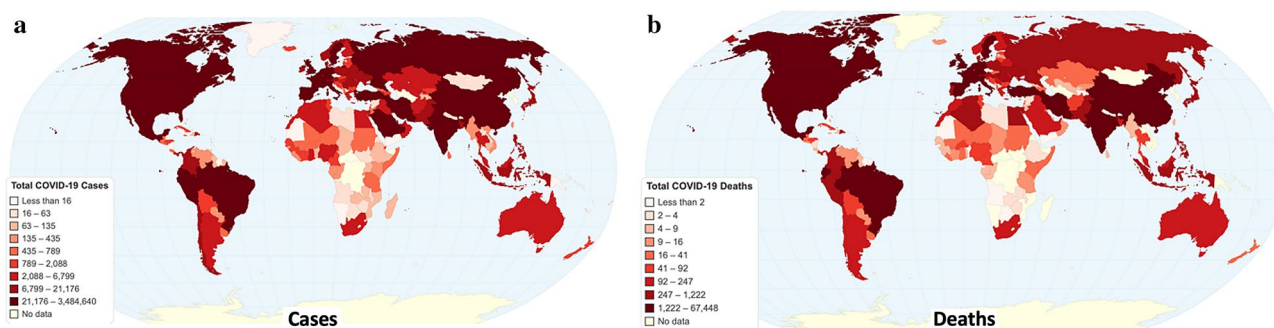 a
Total COVID-19 Cases
Less than 16
16 – 63
63 – 135
135 – 435
435 – 789
789 – 2,088
2,088 – 6,799
6,799 – 21,176
21,176 – 3,484,640
No data
Cases
b
Total COVID-19 Deaths
Less than 2
2 – 4
4 – 9
9 – 16
16 – 41
41 – 92
92 – 247
247 – 1,222
1,222 – 67,448
No data
Deaths